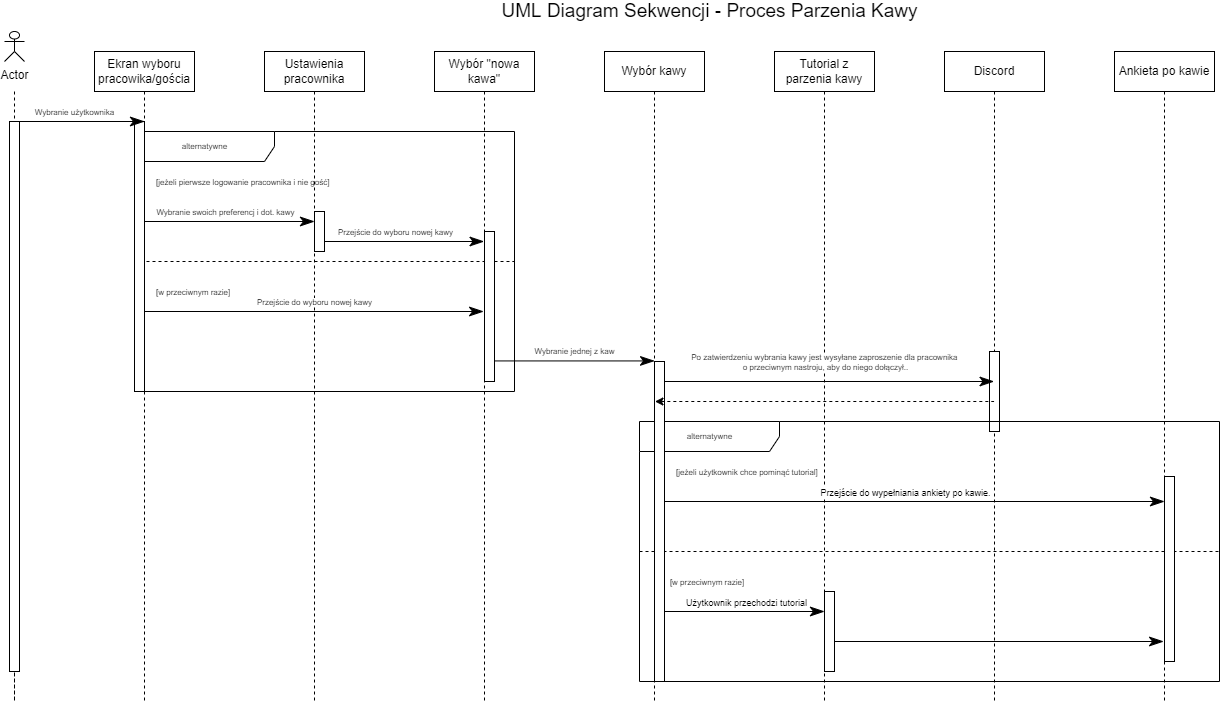 UML Diagram Sekwencji - Proces Parzenia Kawy
Actor
Ekran wyboru
pracowika/gościa
Ustawienia
pracownika
Wybór "nowa
kawa"
Wybór kawy
Tutorial z
parzenia kawy
Discord
Ankieta po kawie
Wybranie użytkownika
alternatywne
[jeżeli pierwsze logowanie pracownika i nie gość]
Wybranie swoich preferencj i dot. kawy
Przejście do wyboru nowej kawy
[w przeciwnym razie]
Przejście do wyboru nowej kawy
Wybranie jednej z kaw
Po zatwierdzeniu wybrania kawy jest wysyłane zaproszenie dla pracownika
o przeciwnym nastroju, aby do niego dołączył..
alternatywne
[jeżeli użytkownik chce pominąć tutorial]
Przejście do wypełniania ankiety po kawie.
[w przeciwnym razie]
Użytkownik przechodzi tutorial